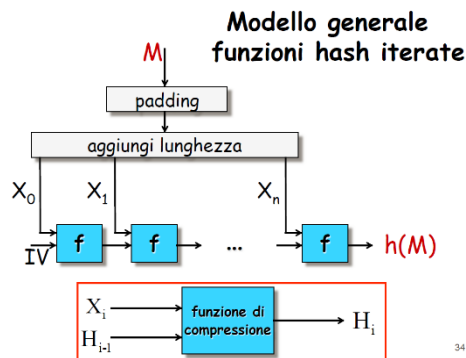 Modello generale
funzioni hash iterate
M
padding
aggiungi lunghezza
X₀ X₁ Xₙ
f f ... f h(M)
IV
Xᵢ
Hᵢ₋₁
funzione di
compressione
Hᵢ
34